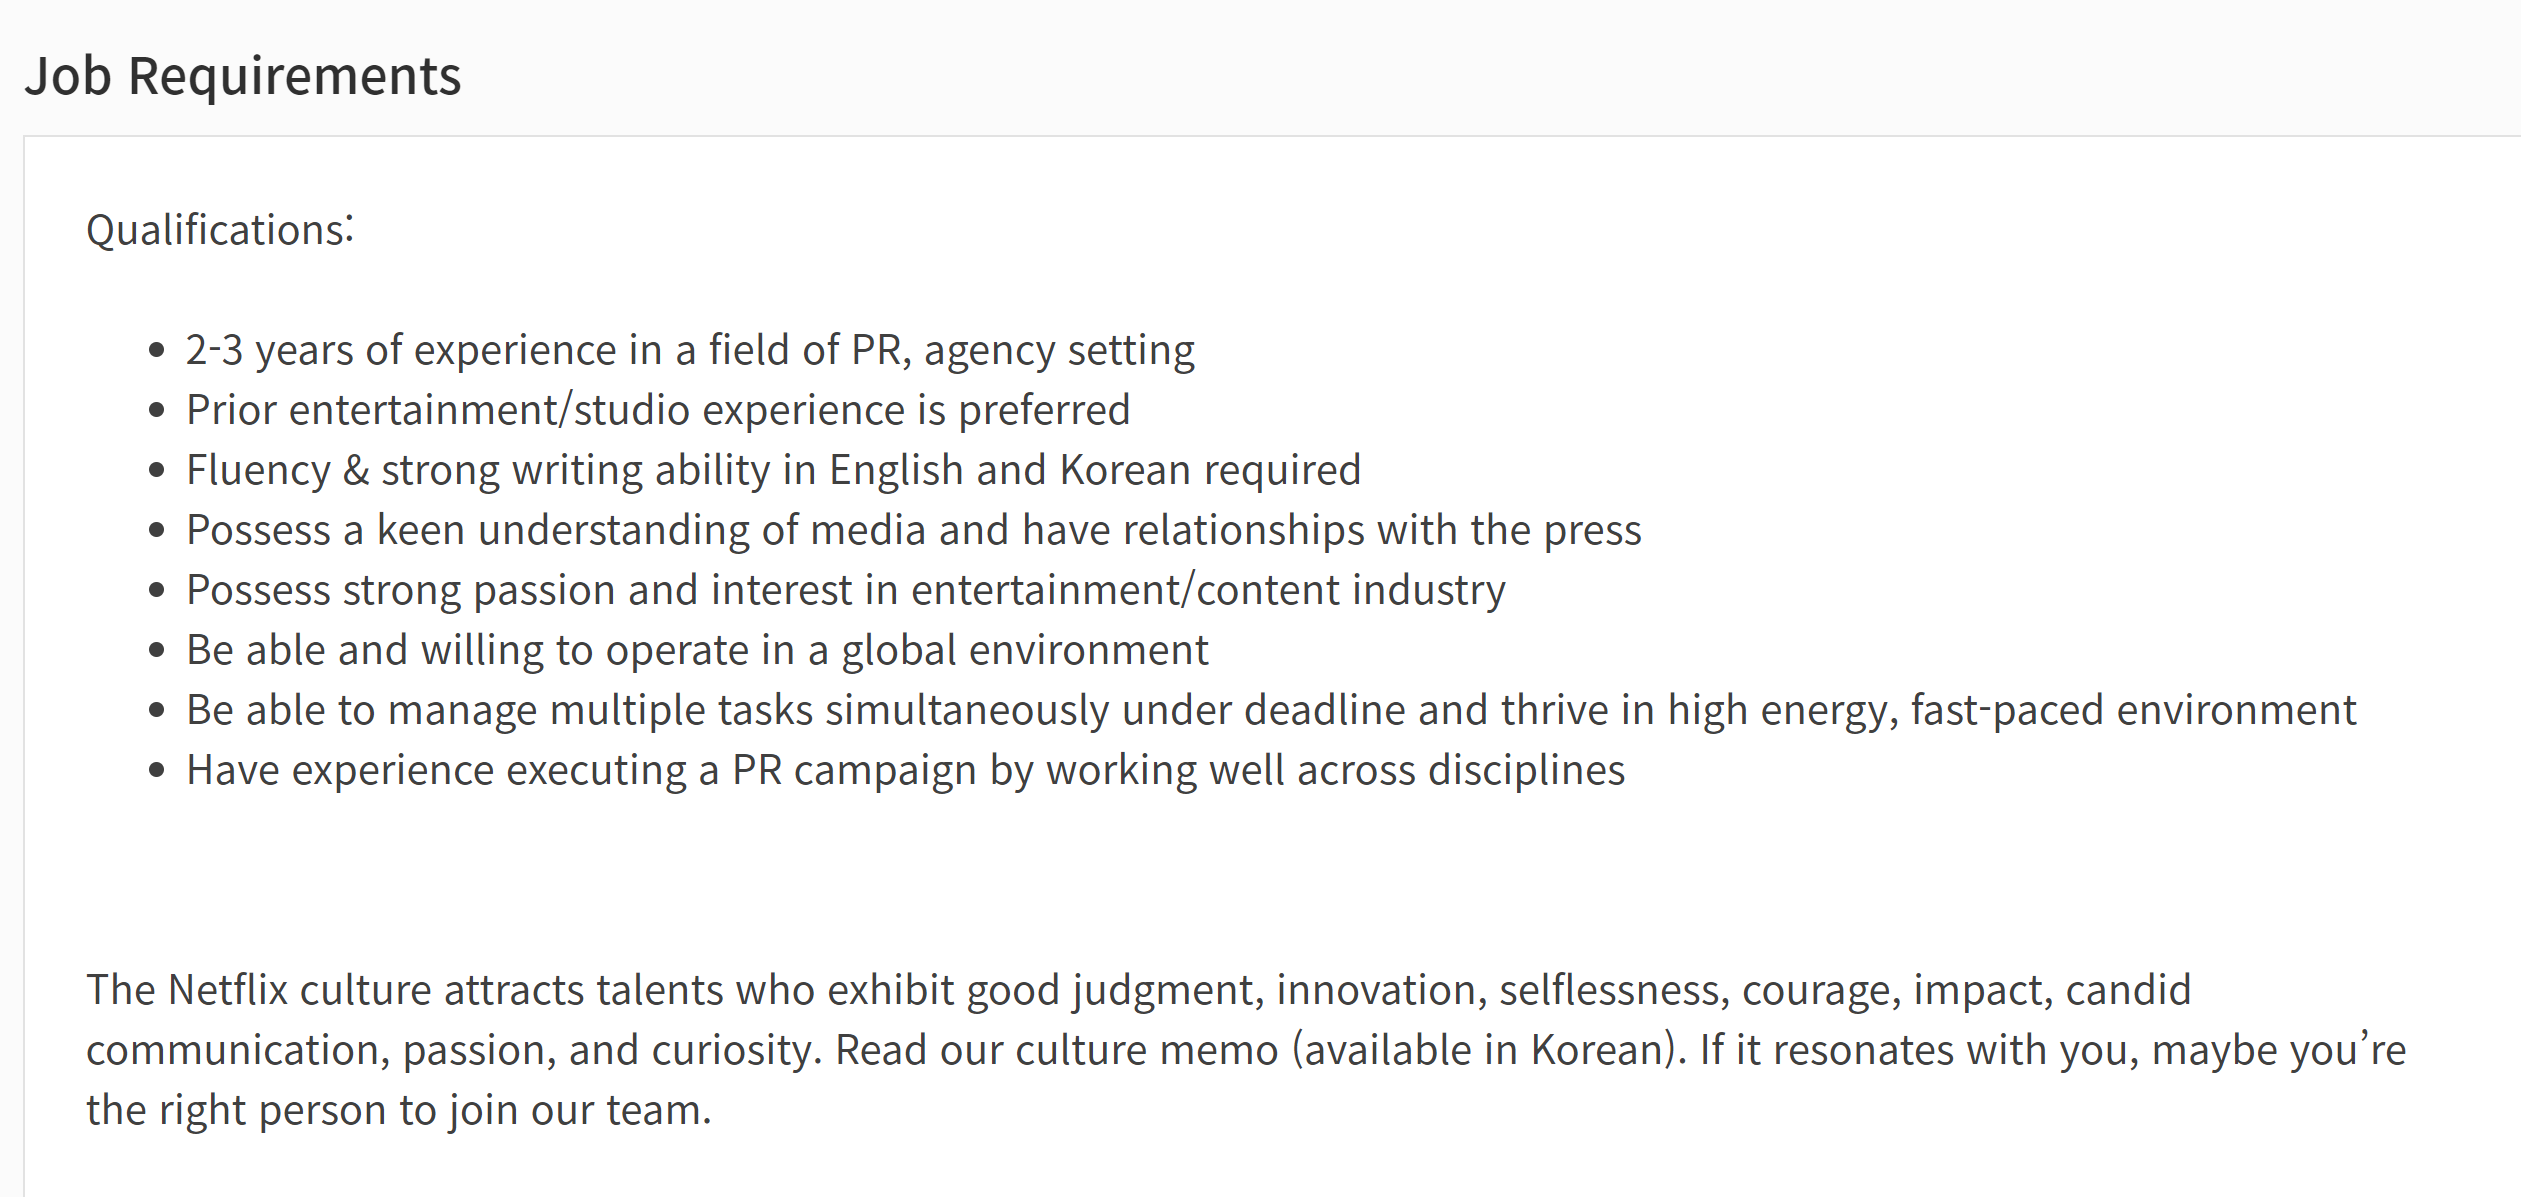 Job Requirements
Qualifications:
• 2-3 years of experience in a field of PR, agency setting
• Prior entertainment/studio experience is preferred
• Fluency & strong writing ability in English and Korean required
• Possess a keen understanding of media and have relationships with the press
• Possess strong passion and interest in entertainment/content industry
• Be able and willing to operate in a global environment
• Be able to manage multiple tasks simultaneously under deadline and thrive in high energy, fast-paced environment
• Have experience executing a PR campaign by working well across disciplines
The Netflix culture attracts talents who exhibit good judgment, innovation, selflessness, courage, impact, candid
communication, passion, and curiosity. Read our culture memo (available in Korean). If it resonates with you, maybe you’re
the right person to join our team.